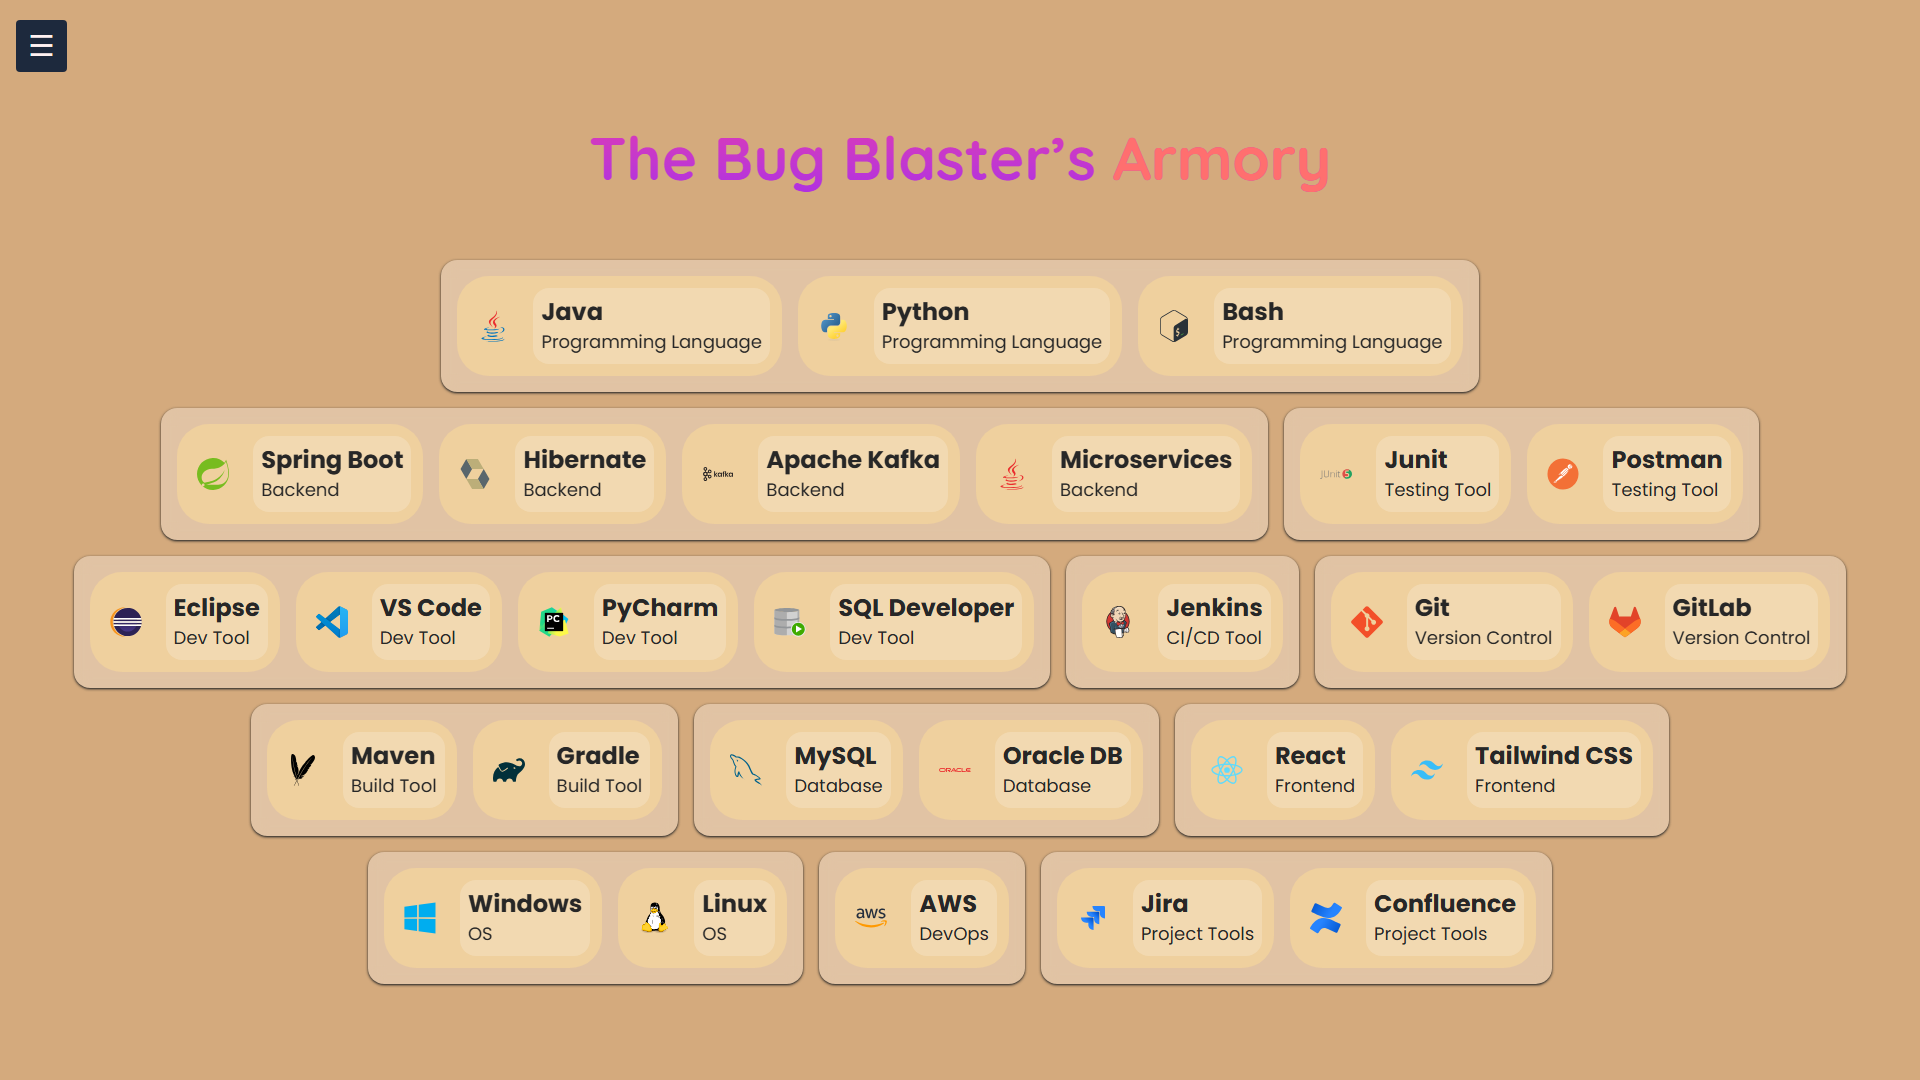 The Bug Blaster’s Armory
Java
Programming Language
Python
Programming Language
$
Bash
Programming Language
Spring Boot
Backend
Hibernate
Backend
kafka
Apache Kafka
Backend
Microservices
Backend
JUnit 5
Junit
Testing Tool
Postman
Testing Tool
Eclipse
Dev Tool
VS Code
Dev Tool
PC
PyCharm
Dev Tool
SQL Developer
Dev Tool
Jenkins
CI/CD Tool
Git
Version Control
GitLab
Version Control
Maven
Build Tool
Gradle
Build Tool
MySQL
Database
ORACLE
Oracle DB
Database
React
Frontend
Tailwind CSS
Frontend
Windows
OS
Linux
OS
aws
AWS
DevOps
Jira
Project Tools
Confluence
Project Tools